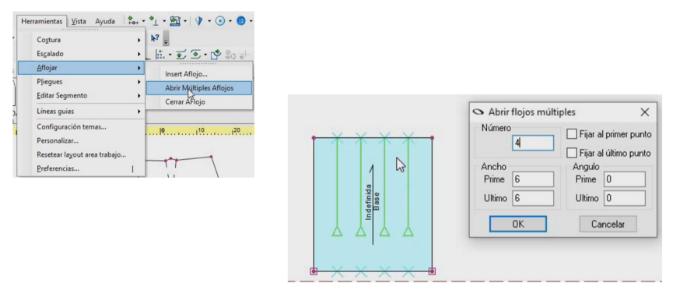 Herramientas Vista Ayuda
Costura
Escalado
Aflojar
Pliegues
Editar Segmento
Líneas guias
Configuración temas...
Personalizar...
Resetear layout area trabajo...
Preferencias...
Insert Aflojo...
Abrir Múltiples Aflojos
Cerrar Aflojo
10 20
Indefinida
Base
Abrir flojos múltiples
Número
4
Fijar al primer punto
Fijar al último punto
Ancho
Prime 6
Ultimo 6
Angulo
Prime 0
Ultimo 0
OK
Cancelar